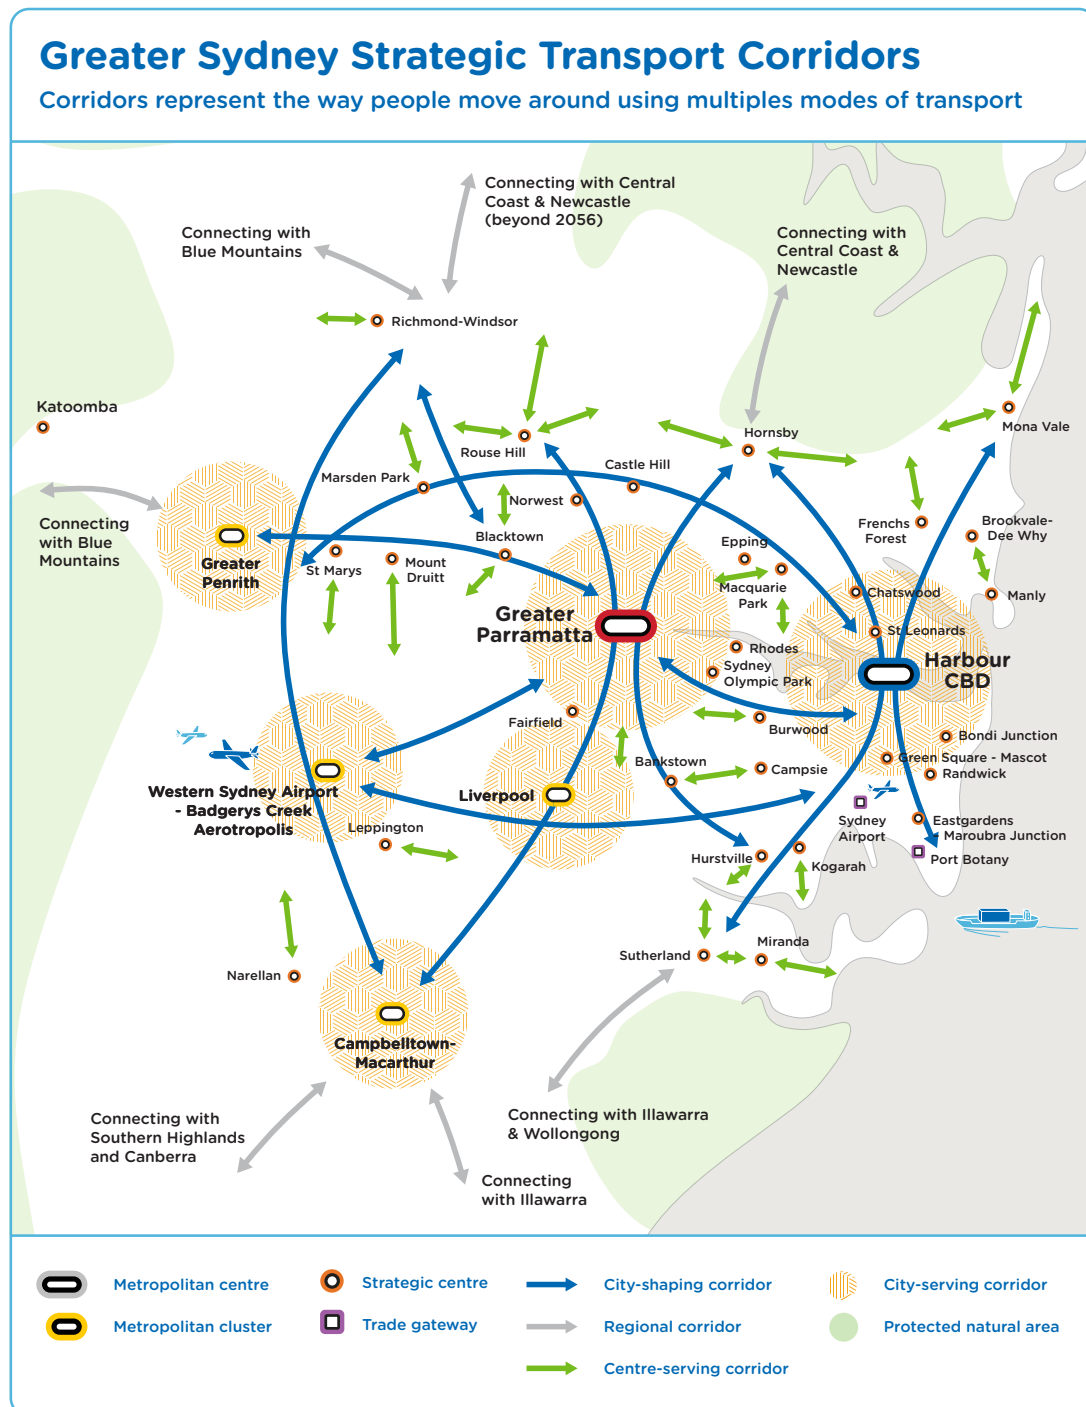 Greater Sydney Strategic Transport Corridors
Corridors represent the way people move around using multiples modes of transport
Connecting with Central
Coast & Newcastle
(beyond 2056)
Connecting with
Blue Mountains
Connecting with
Central Coast &
Newcastle
Richmond-Windsor
Katoomba
Mona Vale
Hornsby
Rouse Hill
Castle Hill
Marsden Park
Norwest
Connecting
with Blue
Mountains
Blacktown
Frenchs
Forest
Brookvale-
Dee Why
Greater
Penrith
St Marys
Mount
Druitt
Epping
Macquarie
Park
Chatswood
Manly
Greater
Parramatta
St Leonards
Rhodes
Sydney
Olympic Park
Harbour
CBD
Fairfield
Burwood
Bondi Junction
Bankstown
Campsie
Green Square - Mascot
Randwick
Western Sydney Airport
- Badgerys Creek
Aerotropolis
Liverpool
Leppington
Sydney
Airport
Eastgardens
- Maroubra Junction
Port Botany
Hurstville
Kogarah
Narellan
Sutherland
Miranda
Campbelltown-
Macarthur
Connecting with
Southern Highlands
and Canberra
Connecting with Illawarra
& Wollongong
Connecting
with Illawarra
Metropolitan centre
Strategic centre
City-shaping corridor
City-serving corridor
Metropolitan cluster
Trade gateway
Regional corridor
Protected natural area
Centre-serving corridor